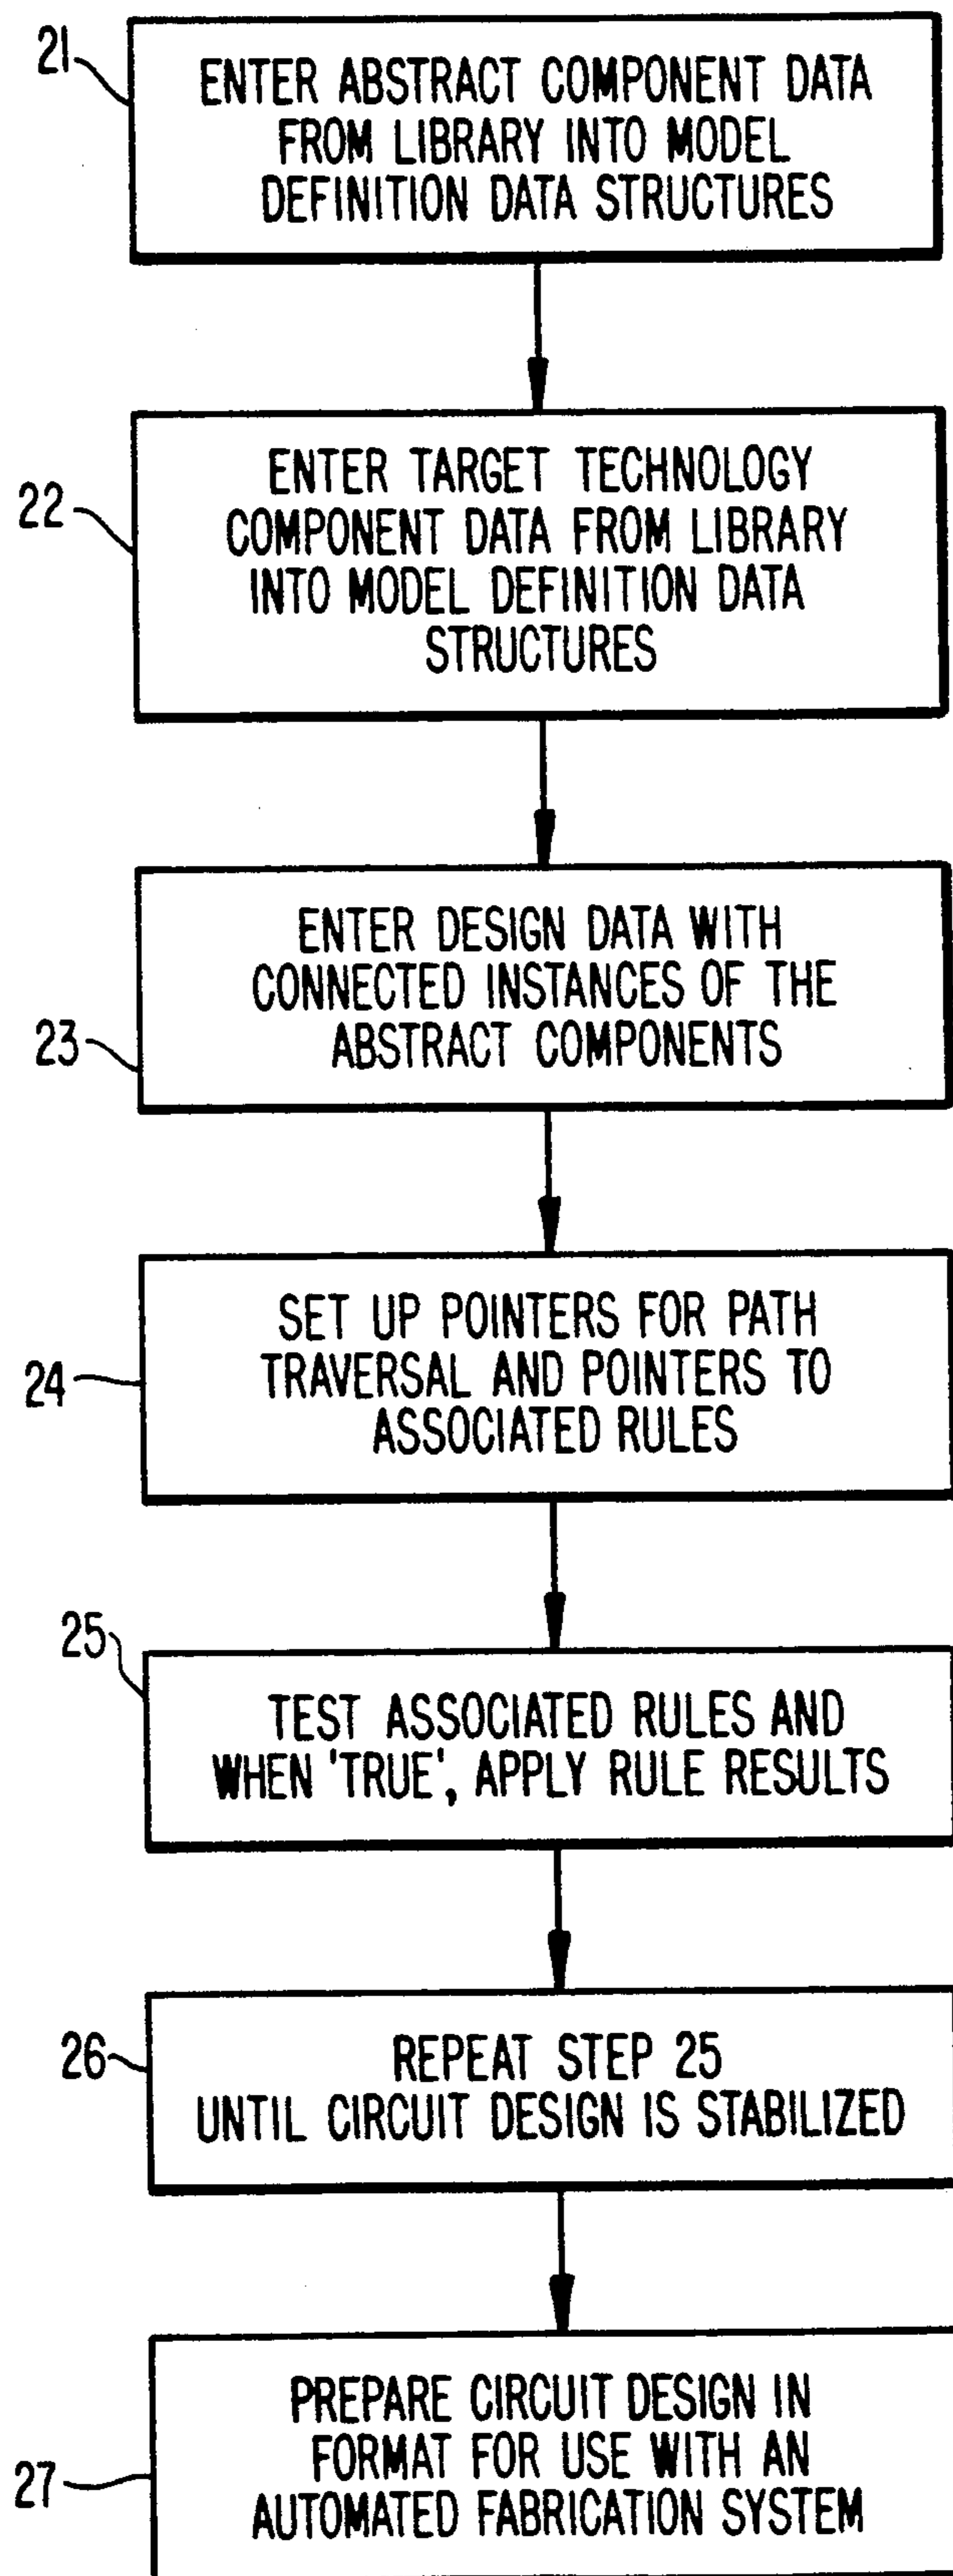 21
ENTER ABSTRACT COMPONENT DATA
FROM LIBRARY INTO MODEL
DEFINITION DATA STRUCTURES
22
ENTER TARGET TECHNOLOGY
COMPONENT DATA FROM LIBRARY
INTO MODEL DEFINITION DATA
STRUCTURES
23
ENTER DESIGN DATA WITH
CONNECTED INSTANCES OF THE
ABSTRACT COMPONENTS
24
SET UP POINTERS FOR PATH
TRAVERSAL AND POINTERS TO
ASSOCIATED RULES
25
TEST ASSOCIATED RULES AND
WHEN 'TRUE', APPLY RULE RESULTS
26
REPEAT STEP 25
UNTIL CIRCUIT DESIGN IS STABILIZED
27
PREPARE CIRCUIT DESIGN IN
FORMAT FOR USE WITH AN
AUTOMATED FABRICATION SYSTEM